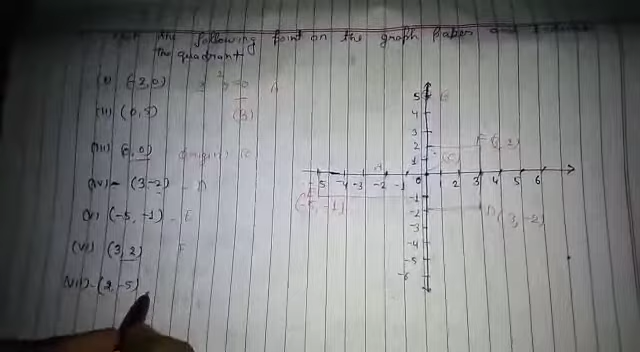 the following point on the graph
the quadrant
(i) (-2,0) A
(ii) (0,5) (B)
(iii) (0,0) origin (C)
(iv) - (3-2) - D
(v) (-5,-1) - E
(vi) (3,2) F
(vii) - (2,-5)
5 B
4
3
2 F(3,2)
1 (C)
A
-5 -4 -3 -2 -1 0 1 2 3 4 5 6
E
(-5,-1) -1
-2 D(3,-2)
-3
-4
-5
-6